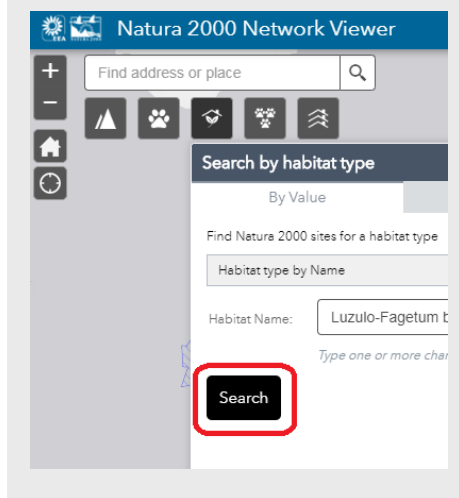 Natura 2000 Network Viewer
Find address or place
Search by habitat type
By Value
Find Natura 2000 sites for a habitat type
Habitat type by Name
Habitat Name:
Luzulo-Fagetum b
Type one or more char
Search